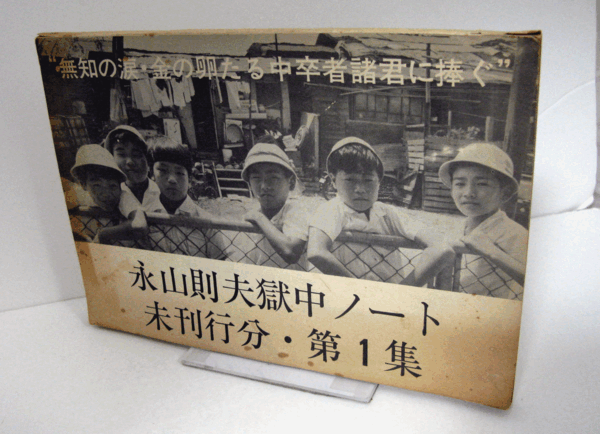 "無知の涙・金の卵たる中卒者諸君に捧ぐ"
永山則夫獄中ノート
未刊行分・第1集